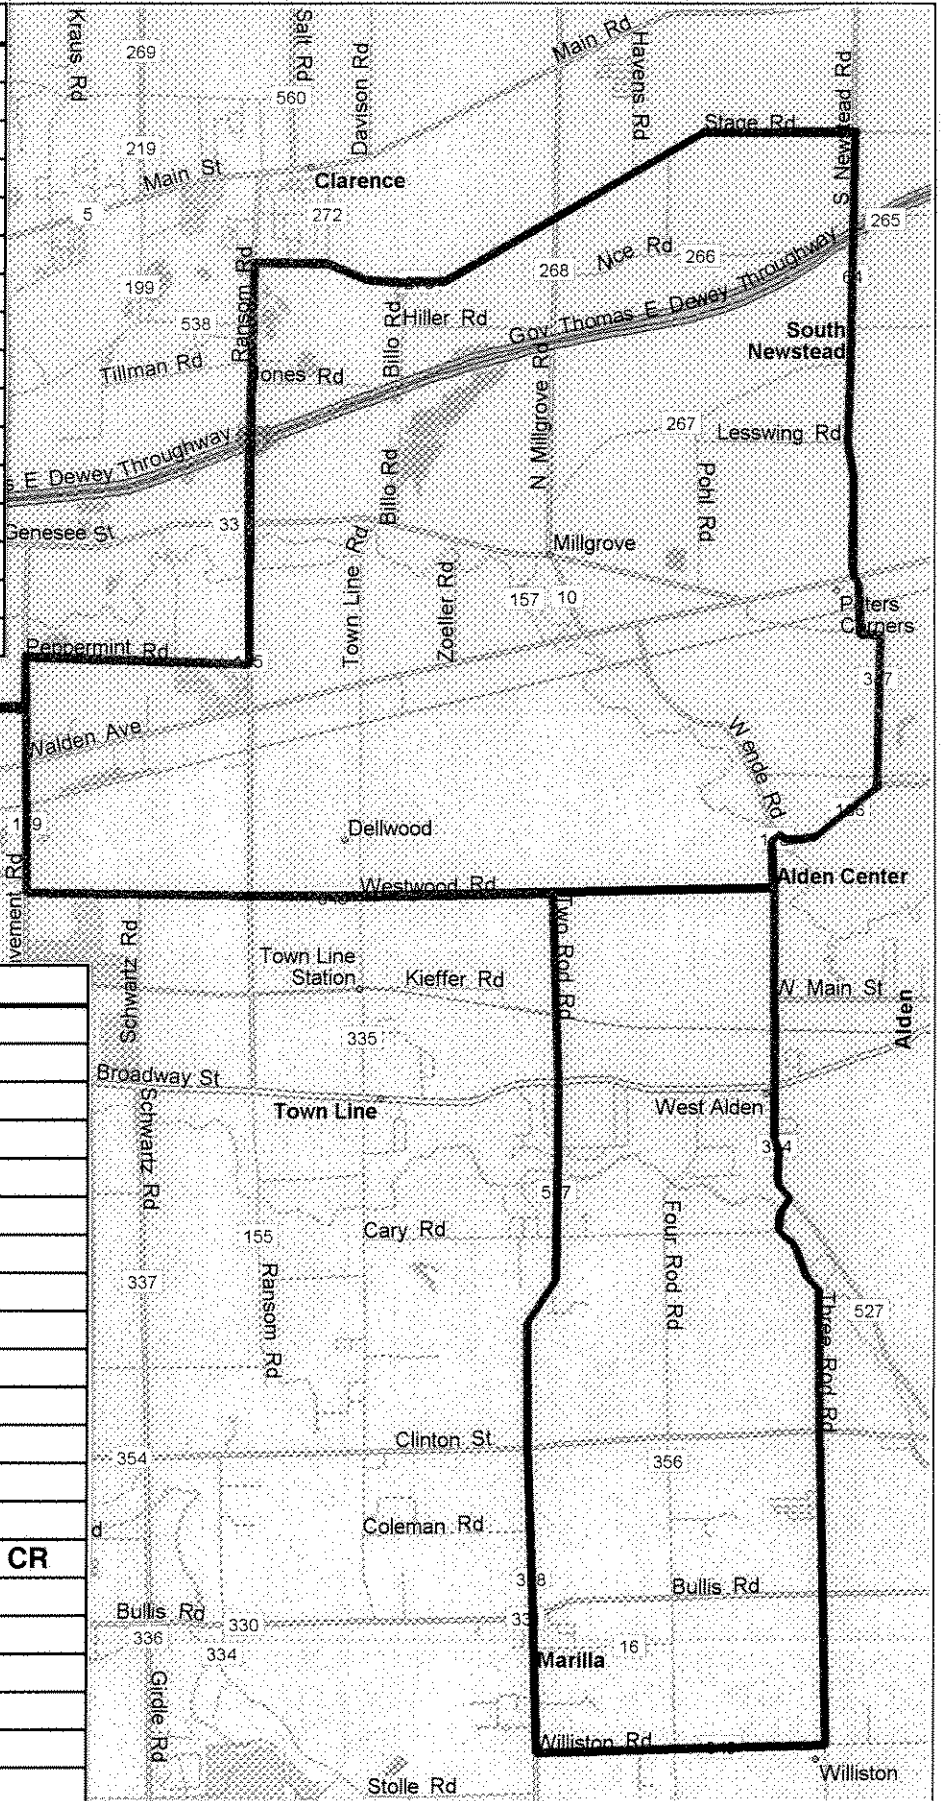 Kraus Rd
269
Salt Rd
Davison Rd
Main Rd
Havens Rd
S Newstead Rd
560
Stage Rd
219
Main St
Clarence
5
272
265
Ransom Rd
268
Nice Rd
266
199
64
538
Billo Rd
Hiller Rd
Gov Thomas E Dewey Throughway
South
Newstead
Tillman Rd
ones Rd
N Millgrove Rd
267
Lesswing Rd
s E Dewey Throughway
Billo Rd
Pohl Rd
Genesee St
33
Town Line Rd
Millgrove
Zoeller Rd
157
10
Peters
Corners
Peppermint Rd
Walden Ave
Wende Rd
Dellwood
vement Rd
Westwood Rd
Alden Center
Schwartz Rd
Two Rod Rd
Town Line
Station
Kieffer Rd
W Main St
Alden
335
Broadway St
Town Line
West Alden
Schwartz Rd
155
Cary Rd
Four Rod Rd
337
Ransom Rd
Three Rod Rd
527
Clinton St
354
356
Coleman Rd
d
CR
Bullis Rd
Bullis Rd
330
336
334
16
Marilla
Girdle Rd
Williston Rd
Stolle Rd
Williston